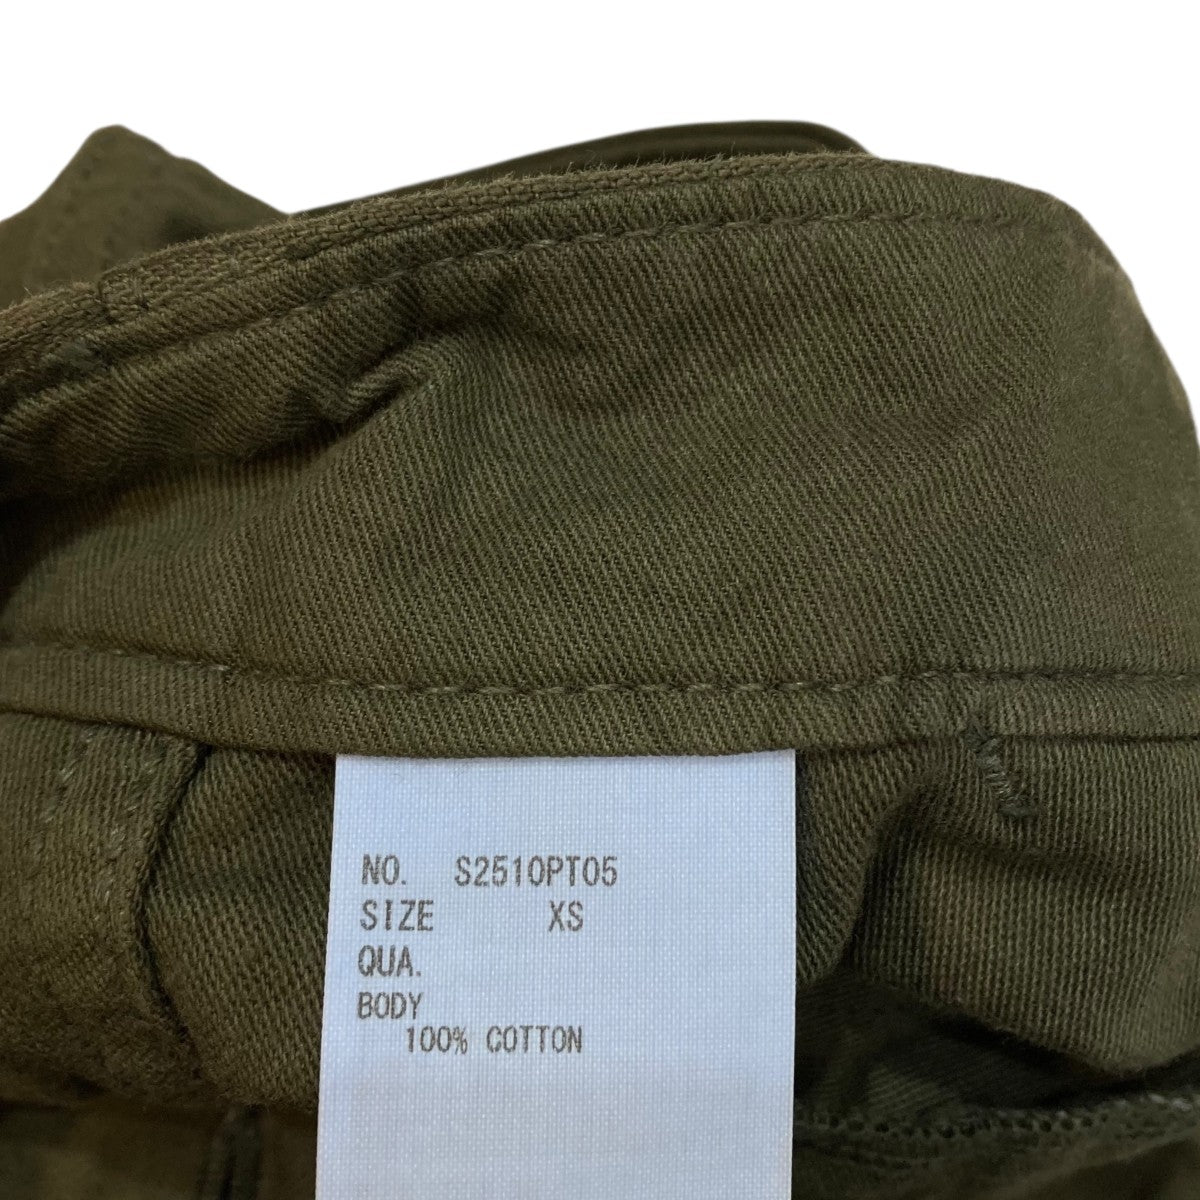 NO. S2510PT05
SIZE XS
QUA.
BODY
100% COTTON